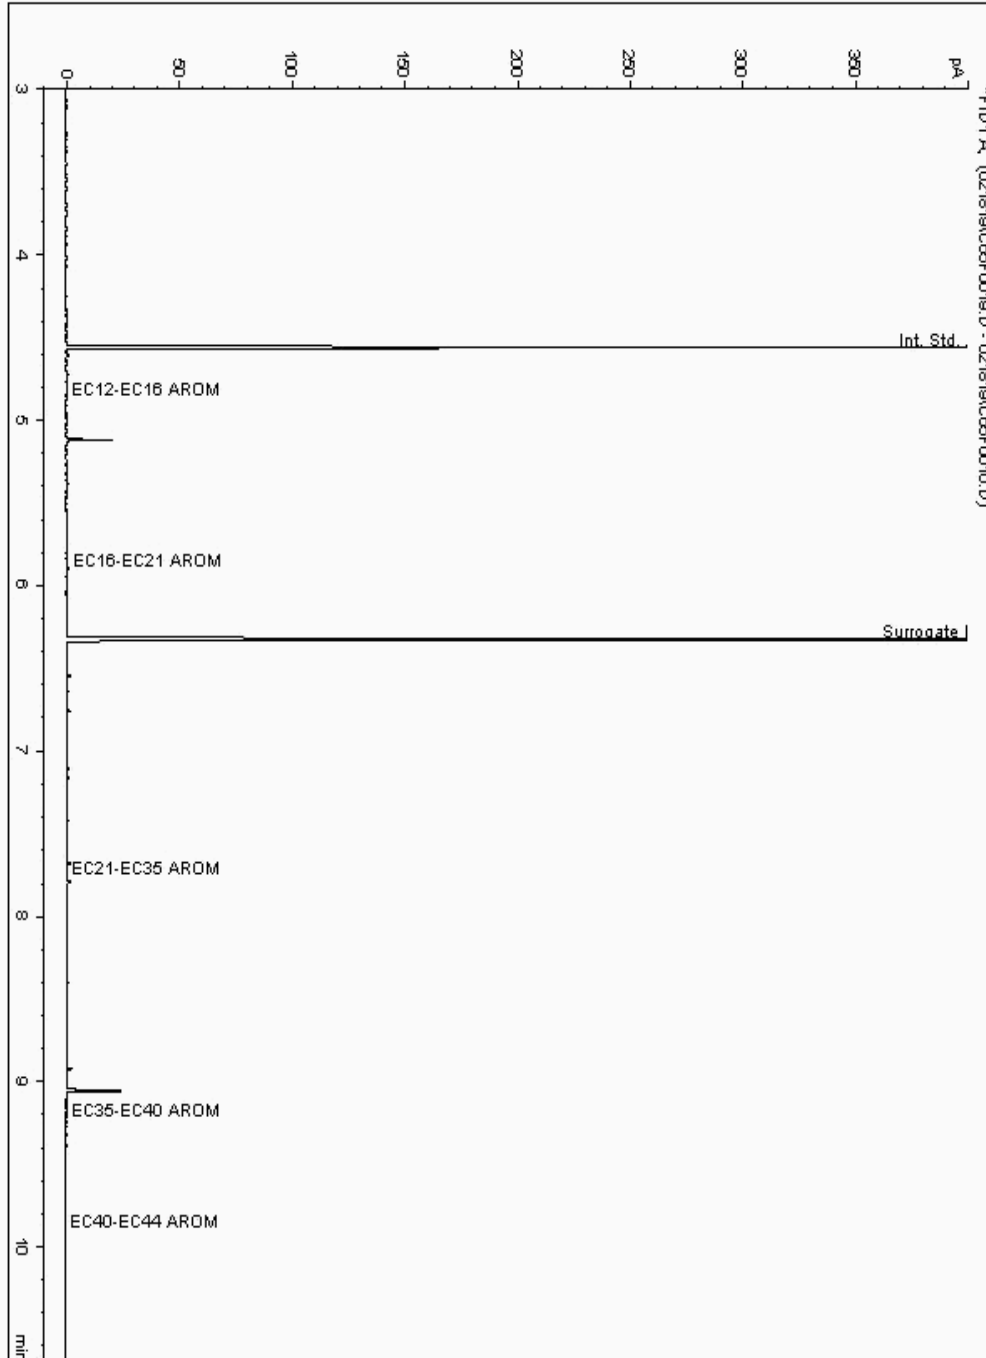 pA
350
300
250
200
150
100
50
0
3
4
5
6
7
8
9
10
min
Int. Std.
EC12-EC16 AROM
EC16-EC21 AROM
Surrogate
EC21-EC35 AROM
EC35-EC40 AROM
EC40-EC44 AROM